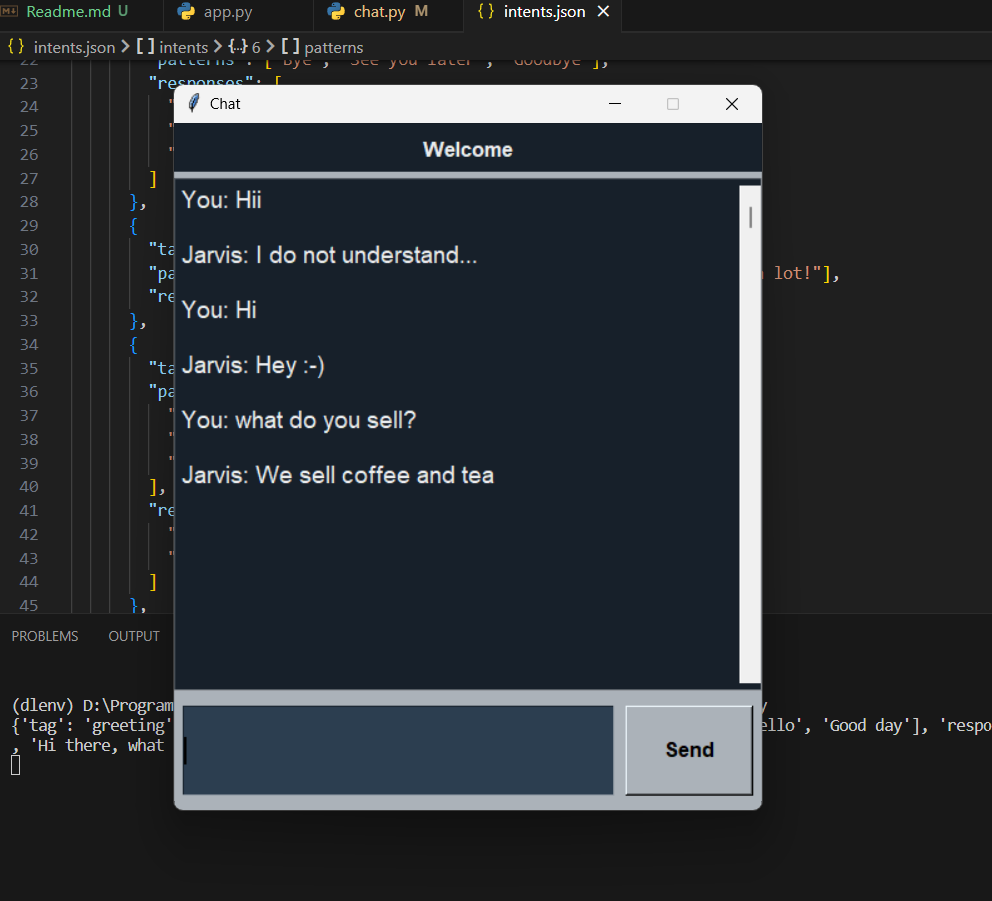 Readme.md U app.py chat.py M {} intents.json ×
{} intents.json > [ ] intents > {..} 6 > [ ] patterns
22 "patterns": ["Bye", "See you later", "Goodbye"],
23 "responses": [
24 "
25 "
26 "
27 ]
28 },
29 {
30 "ta
31 "pa lot!"],
32 "re
33 },
34 {
35 "ta
36 "pa
37 "
38 "
39 "
40 ],
41 "re
42 "
43 "
44 ]
45 },
Chat
Welcome
You: Hii
Jarvis: I do not understand...
You: Hi
Jarvis: Hey :-)
You: what do you sell?
Jarvis: We sell coffee and tea
Send
PROBLEMS OUTPUT
(dlenv) D:\Program y
{'tag': 'greeting' ello', 'Good day'], 'respo
, 'Hi there, what